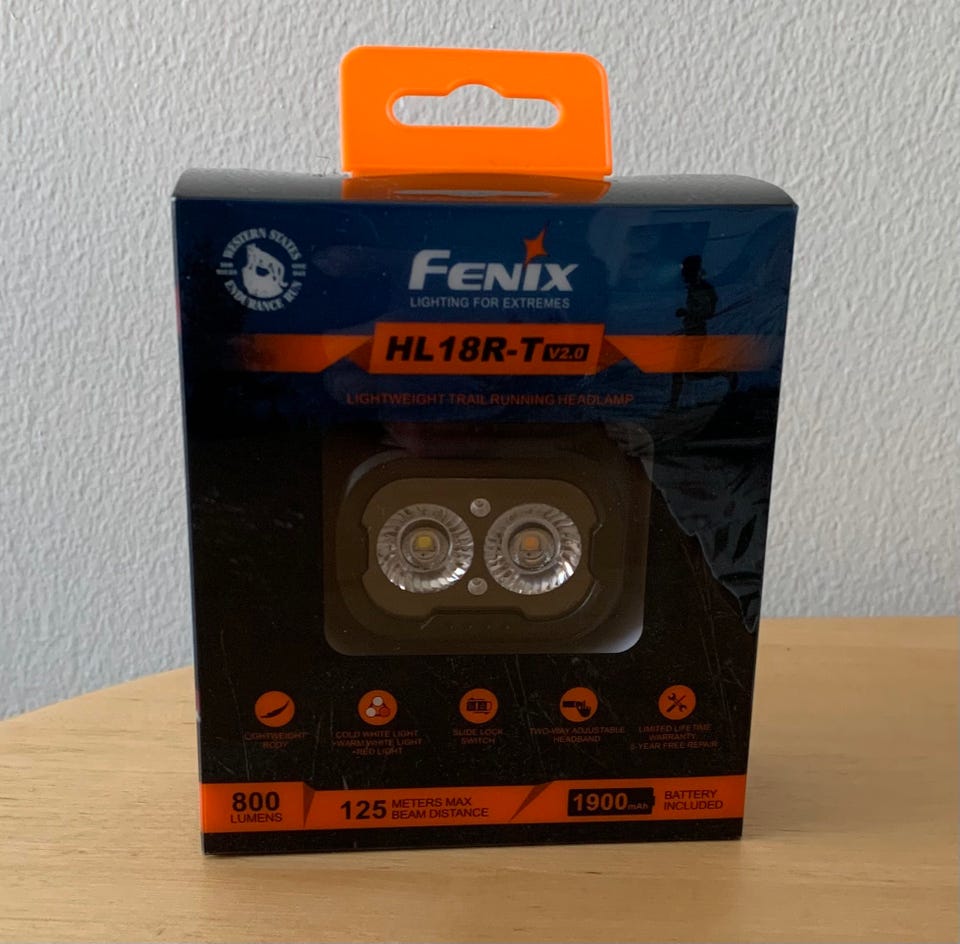 WESTERN STATES
ENDURANCE RUN
FENIX
LIGHTING FOR EXTREMES
HL18R-T V2.0
LIGHTWEIGHT TRAIL RUNNING HEADLAMP
LIGHTWEIGHT
BODY
COLD WHITE LIGHT
+WARM WHITE LIGHT
+RED LIGHT
SLIDE LOCK
SWITCH
TWO-WAY ADJUSTABLE
HEADBAND
LIMITED LIFETIME
WARRANTY
5-YEAR FREE REPAIR
800
LUMENS
125 METERS MAX
BEAM DISTANCE
1900mAh BATTERY
INCLUDED